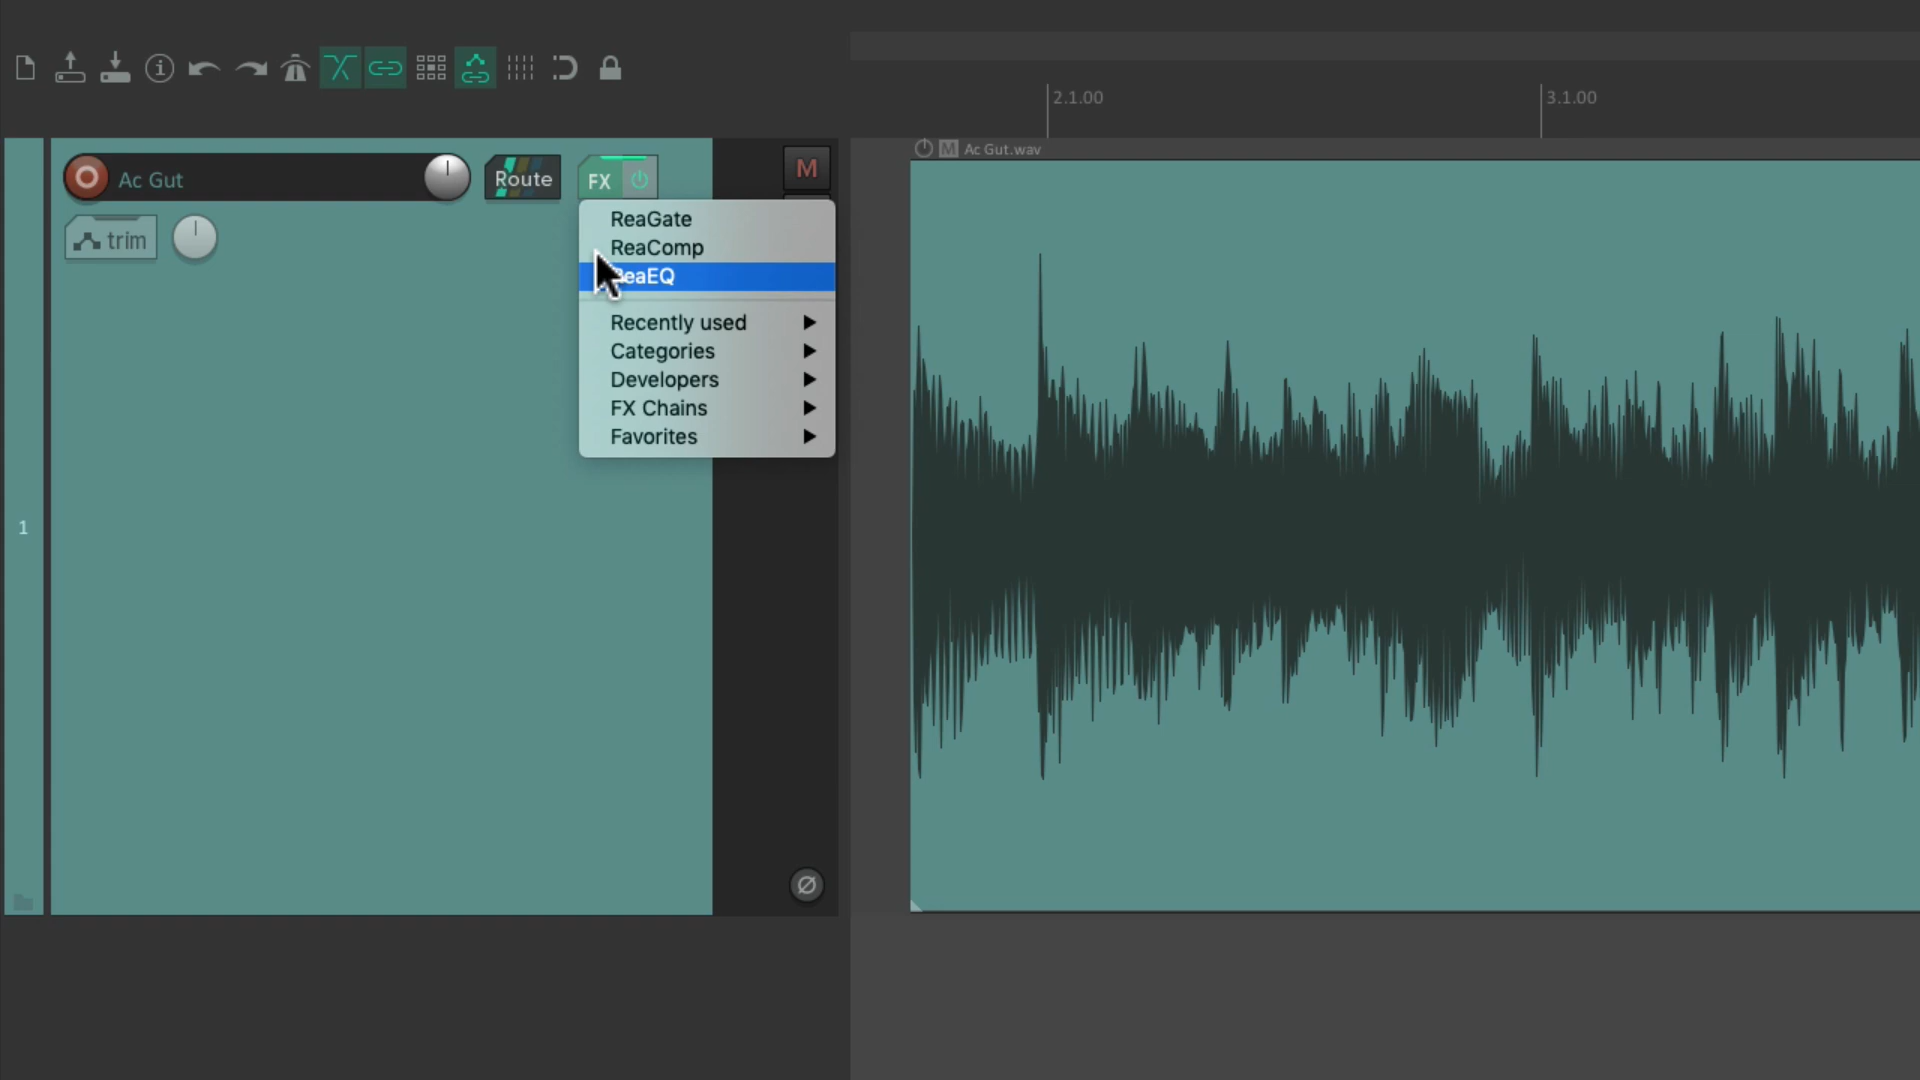 2.1.00
3.1.00
Ac Gut
Route
FX
M
M Ac Gut.wav
ReaGate
ReaComp
ReaEQ
trim
Recently used
Categories
Developers
FX Chains
Favorites
1